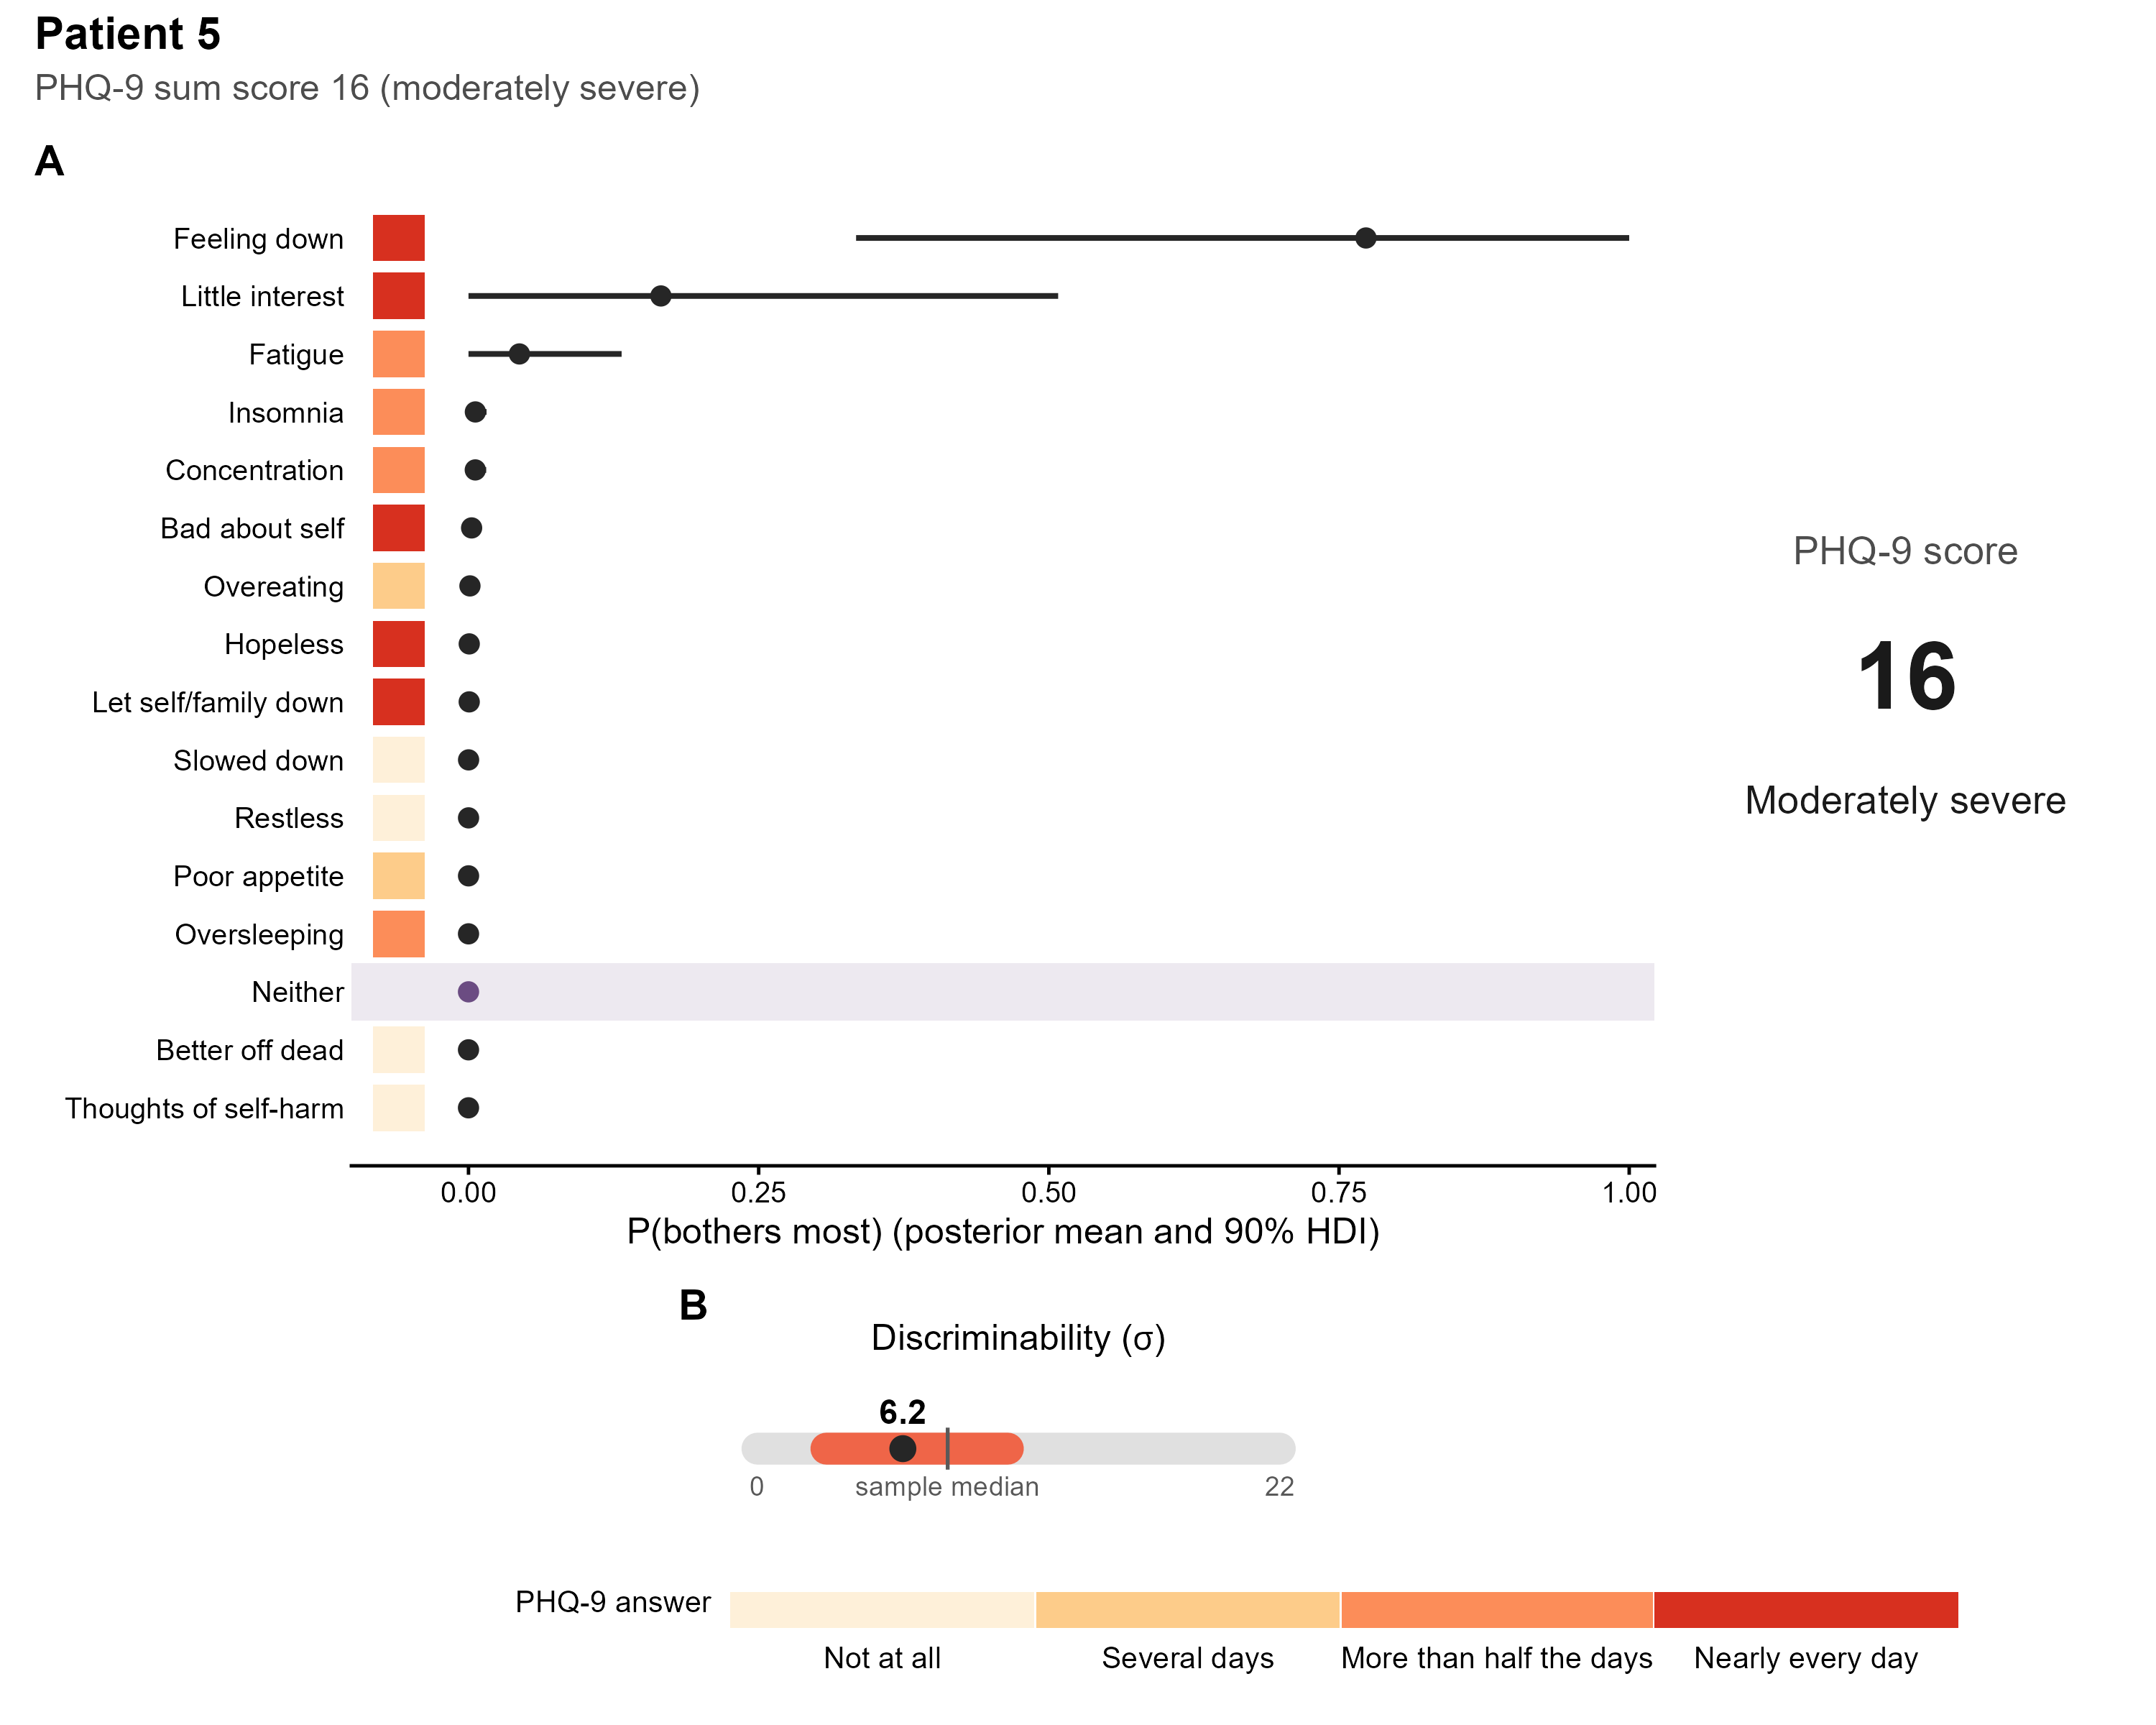 Patient 5
PHQ-9 sum score 16 (moderately severe)
A
Feeling down
Little interest
Fatigue
Insomnia
Concentration
Bad about self
Overeating
Hopeless
Let self/family down
Slowed down
Restless
Poor appetite
Oversleeping
Neither
Better off dead
Thoughts of self-harm
0.00 0.25 0.50 0.75 1.00
P(bothers most) (posterior mean and 90% HDI)
PHQ-9 score
16
Moderately severe
B
Discriminability (σ)
6.2
0 sample median 22
PHQ-9 answer
Not at all Several days More than half the days Nearly every day